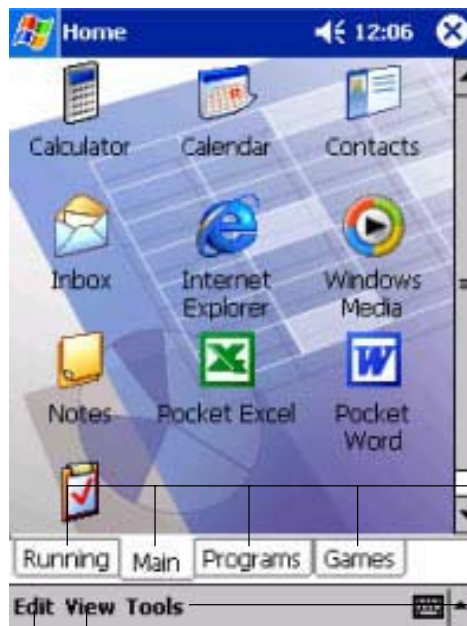 Home 12:06
Calculator Calendar Contacts
Inbox Internet Explorer Windows Media
Notes Pocket Excel Pocket Word
Running Main Programs Games
Edit View Tools